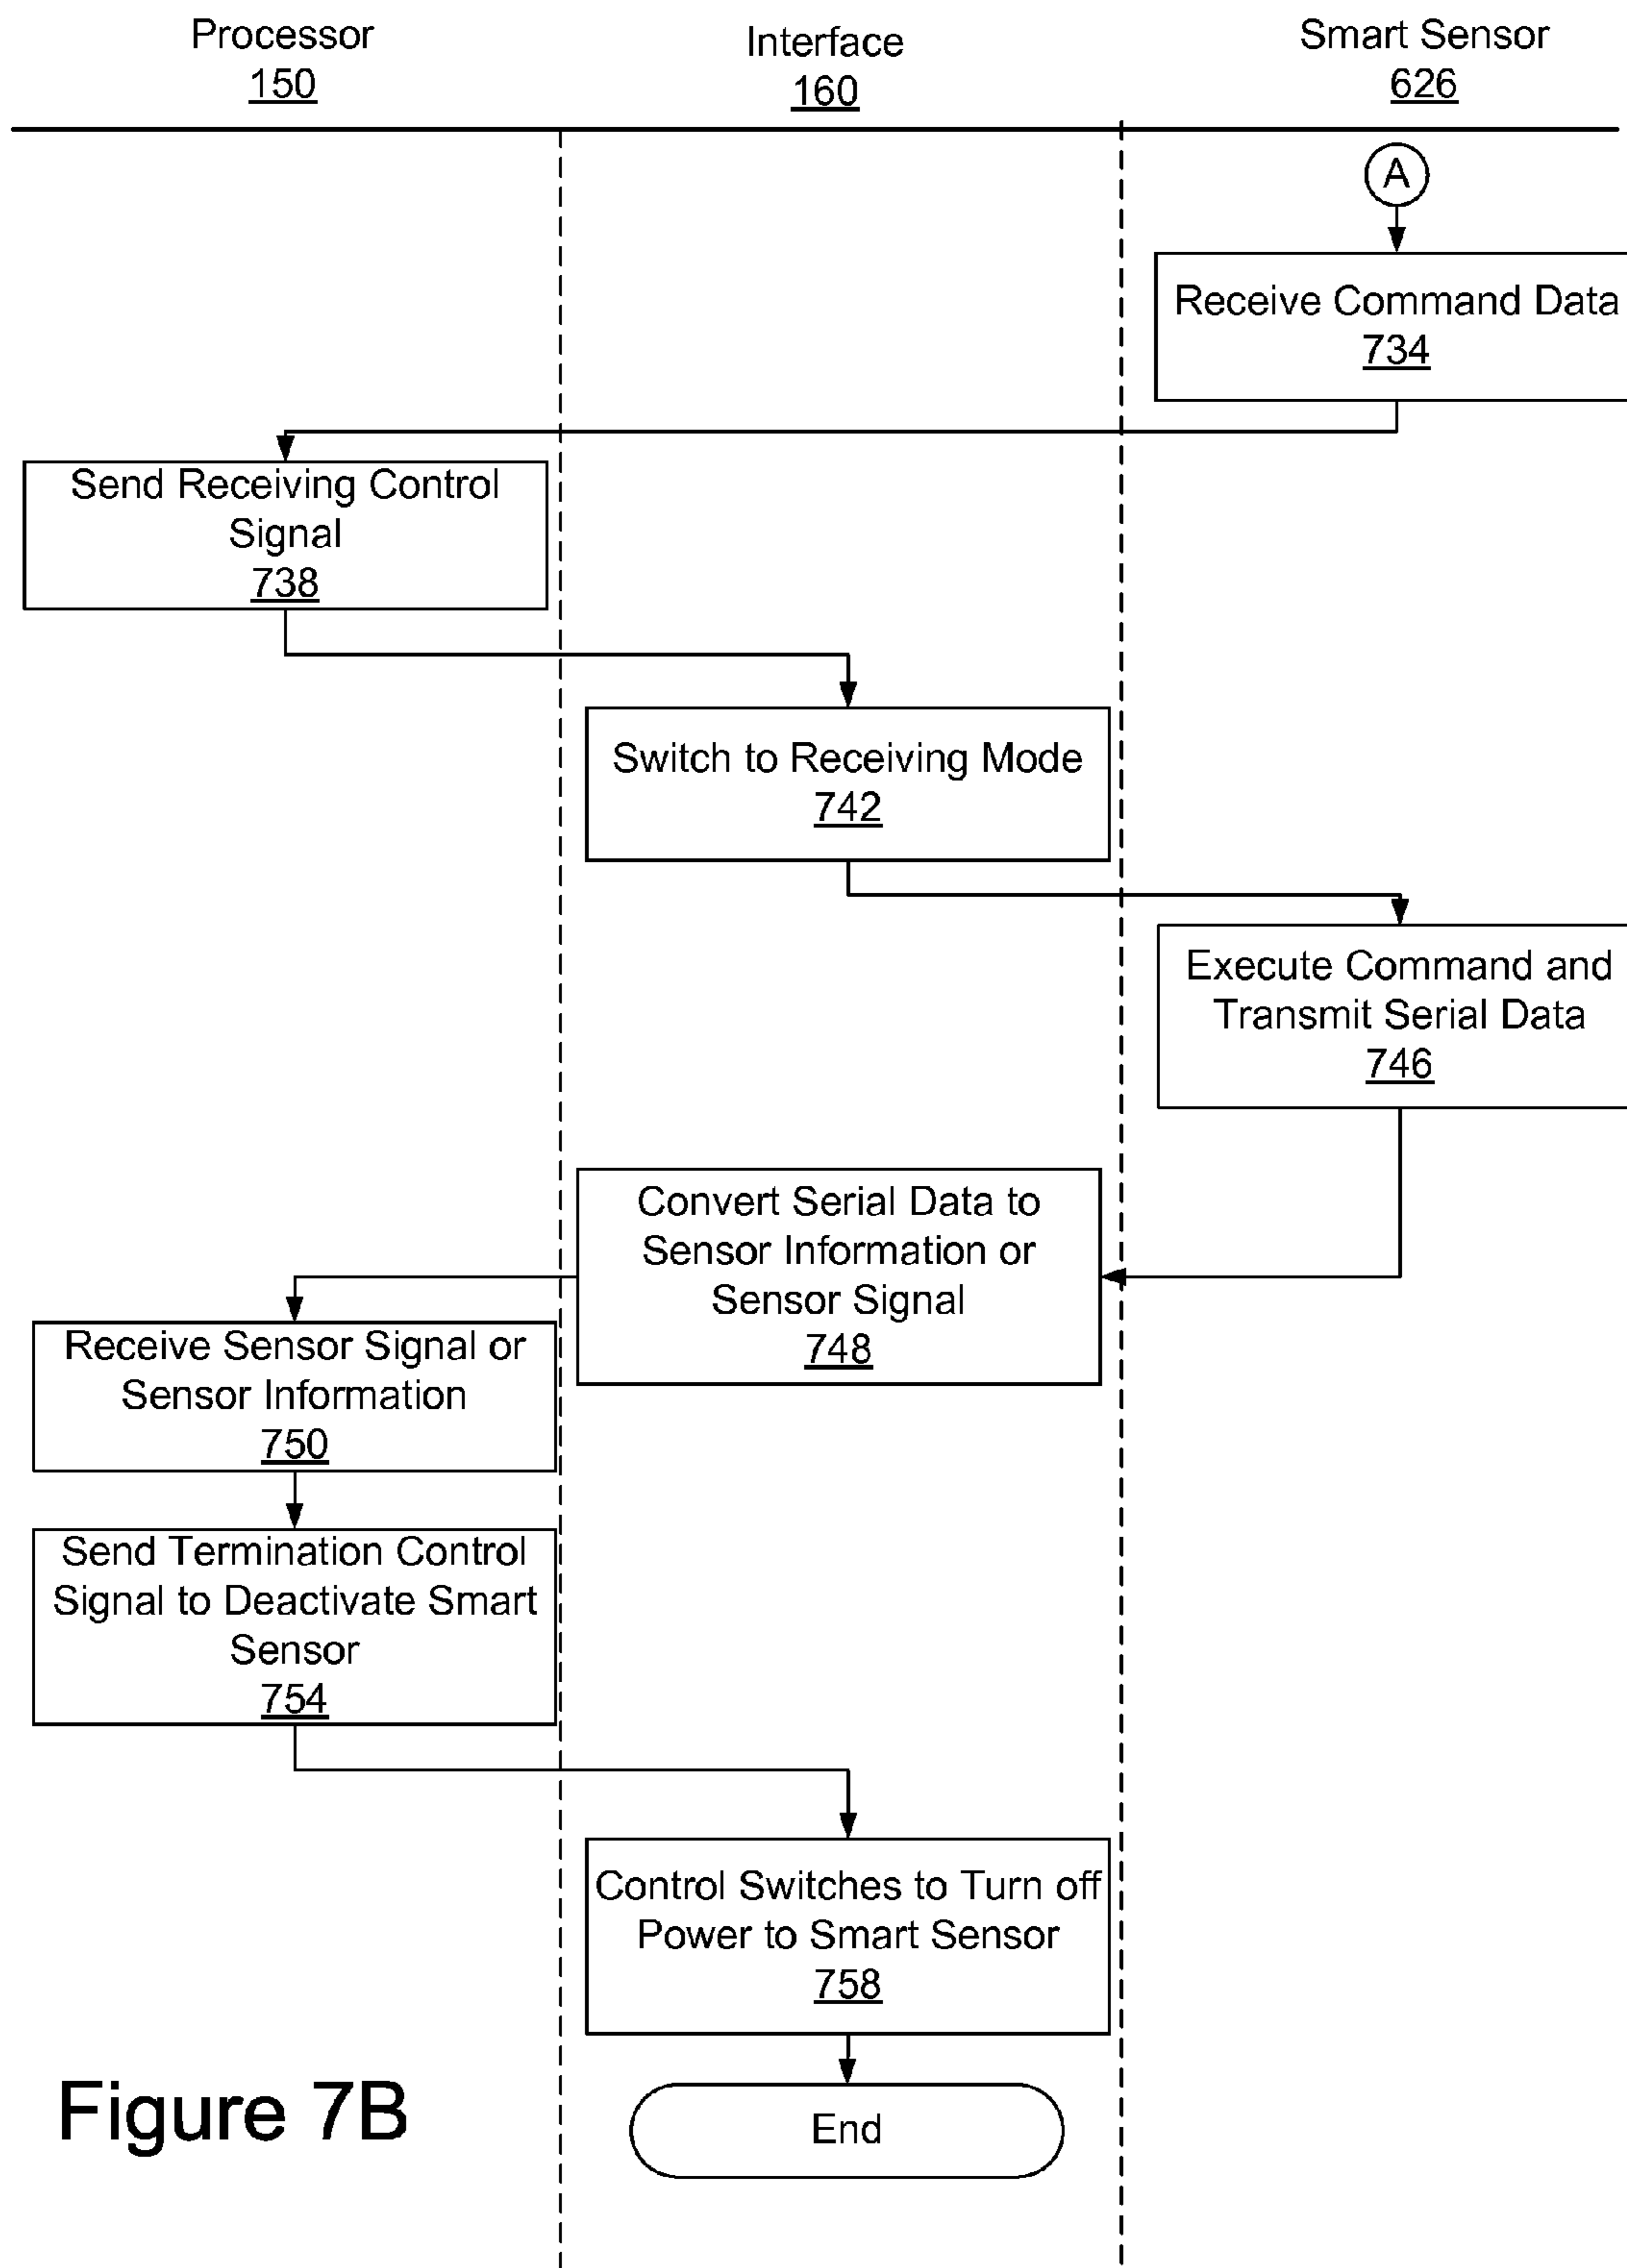 Processor
150
Interface
160
Smart Sensor
626
A
Receive Command Data
734
Send Receiving Control
Signal
738
Switch to Receiving Mode
742
Execute Command and
Transmit Serial Data
746
Convert Serial Data to
Sensor Information or
Sensor Signal
748
Receive Sensor Signal or
Sensor Information
750
Send Termination Control
Signal to Deactivate Smart
Sensor
754
Control Switches to Turn off
Power to Smart Sensor
758
End
Figure 7B